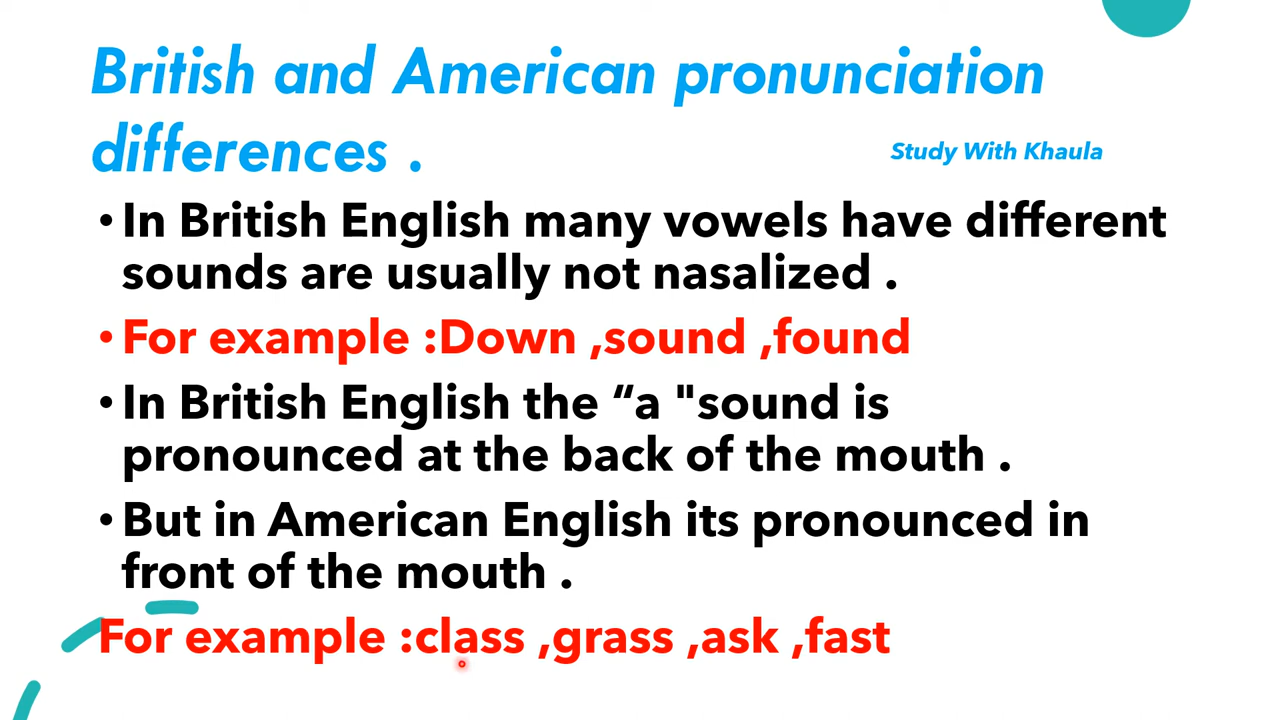 British and American pronunciation
differences .
Study With Khaula
• In British English many vowels have different
sounds are usually not nasalized .
• For example :Down ,sound ,found
• In British English the “a "sound is
pronounced at the back of the mouth .
• But in American English its pronounced in
front of the mouth .
For example :class ,grass ,ask ,fast